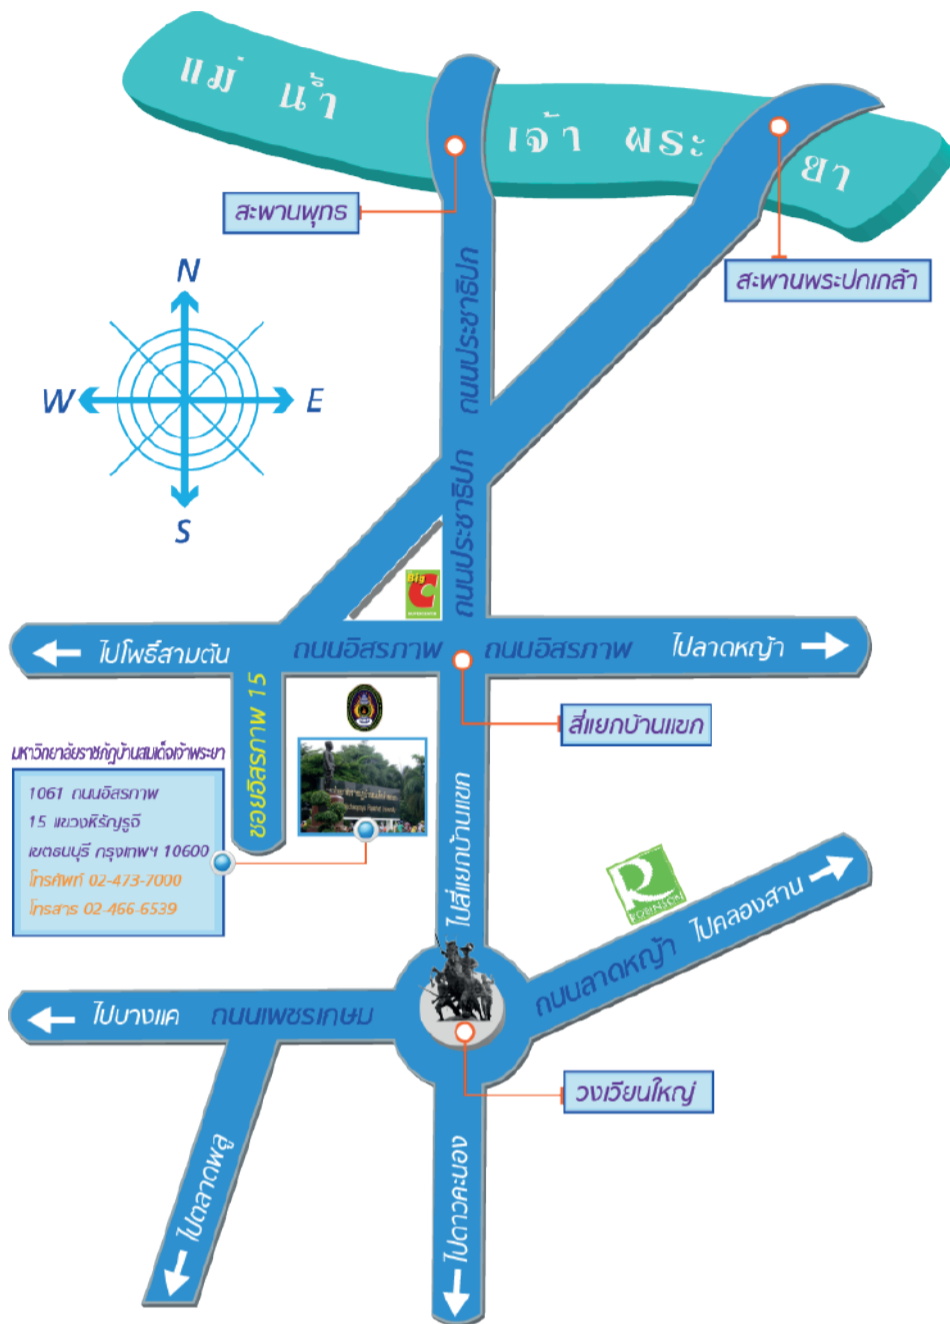 แม่ น้ำ เจ้า พระ ยา
สะพานพุทธ
สะพานพระปกเกล้า
N
W
E
S
ถนนประชาธิปก
ถนนประชาธิปก
Big
C
ไปโพธิ์สามต้น
ถนนอิสรภาพ
ถนนอิสรภาพ
ไปลาดหญ้า
ซอยอิสรภาพ 15
สี่แยกบ้านแขก
มหาวิทยาลัยราชภัฏบ้านสมเด็จเจ้าพระยา
1061 ถนนอิสรภาพ
15 แขวงหิรัญรูจี
เขตธนบุรี กรุงเทพฯ 10600
โทรศัพท์ 02-473-7000
โทรสาร 02-466-6539
ไปสี่แยกบ้านแขก
R
ROBINSON
ถนนลาดหญ้า
ไปคลองสาน
ไปบางแค
ถนนเพชรเกษม
วงเวียนใหญ่
ไปตลาดพลู
ไปดาวคะนอง